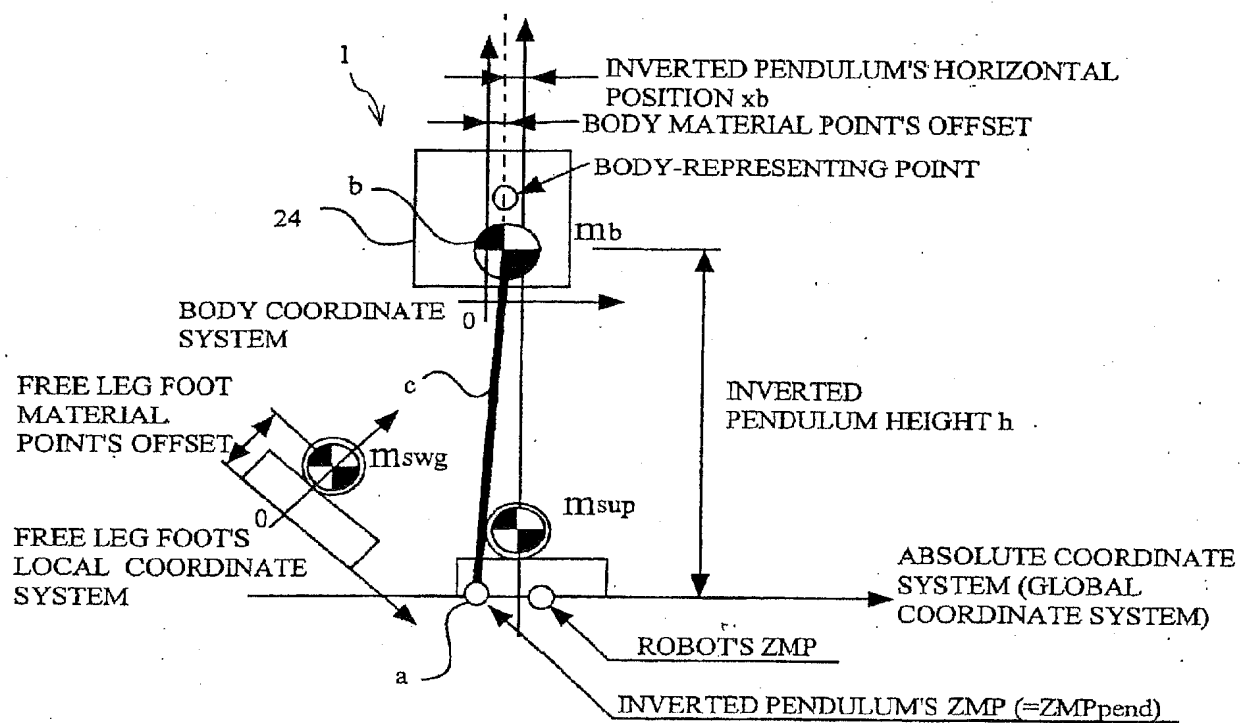 1
INVERTED PENDULUM'S HORIZONTAL
POSITION xb
BODY MATERIAL POINT'S OFFSET
BODY-REPRESENTING POINT
b
24
mb
BODY COORDINATE
SYSTEM
0
FREE LEG FOOT
MATERIAL
POINT'S OFFSET
c
INVERTED
PENDULUM HEIGHT h
mswg
msup
0
FREE LEG FOOT'S
LOCAL COORDINATE
SYSTEM
ABSOLUTE COORDINATE
SYSTEM (GLOBAL
COORDINATE SYSTEM)
ROBOT'S ZMP
a
INVERTED PENDULUM'S ZMP (=ZMPpend)